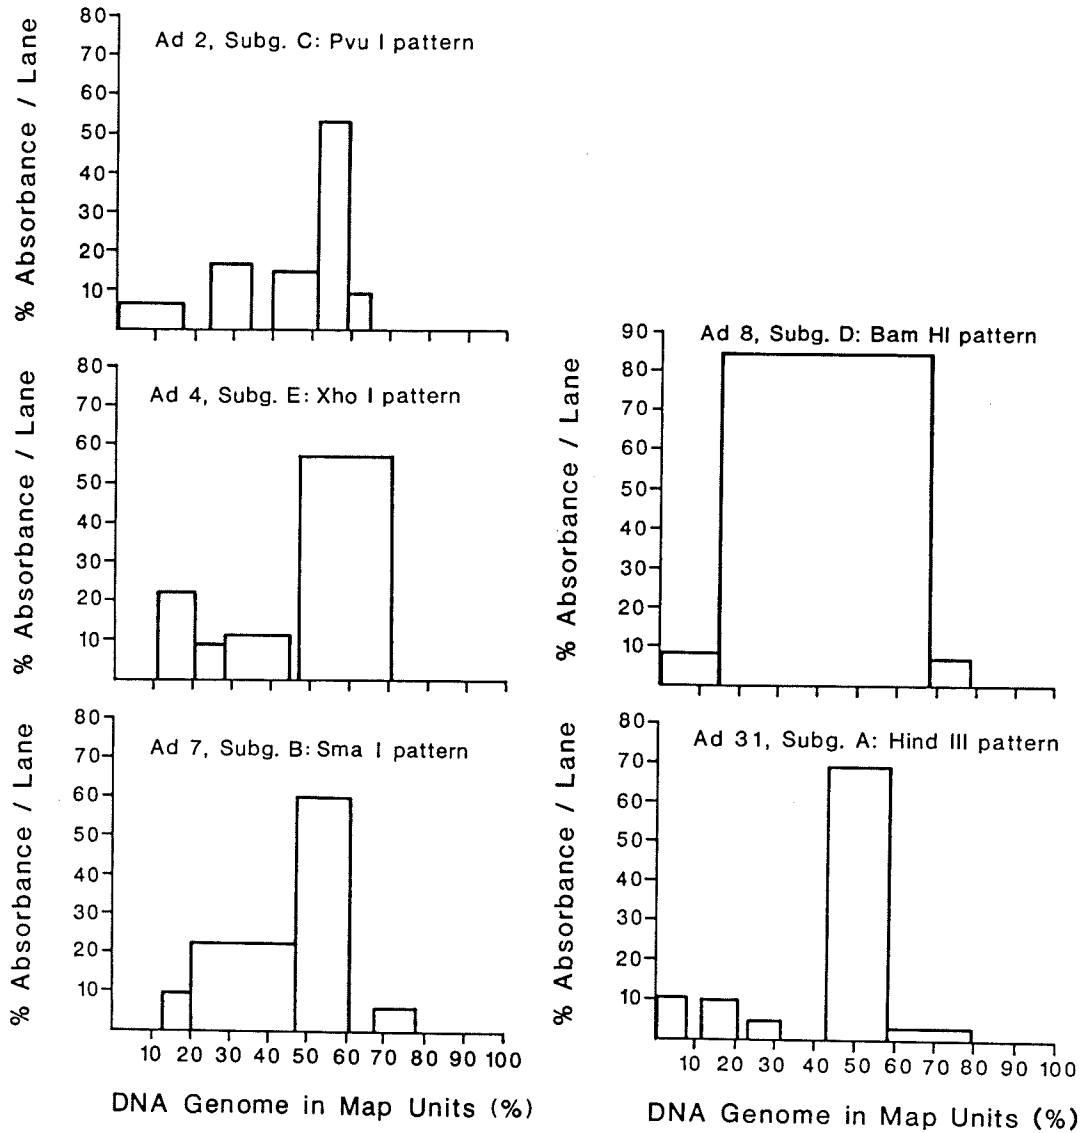 % Absorbance / Lane
Ad 2, Subg. C: Pvu I pattern
80
70
60
50
40
30
20
10
% Absorbance / Lane
Ad 4, Subg. E: Xho I pattern
80
70
60
50
40
30
20
10
% Absorbance / Lane
Ad 7, Subg. B: Sma I pattern
80
70
60
50
40
30
20
10
10 20 30 40 50 60 70 80 90 100
DNA Genome in Map Units (%)
% Absorbance / Lane
Ad 8, Subg. D: Bam HI pattern
90
80
70
60
50
40
30
20
10
% Absorbance / Lane
Ad 31, Subg. A: Hind III pattern
80
70
60
50
40
30
20
10
10 20 30 40 50 60 70 80 90 100
DNA Genome in Map Units (%)